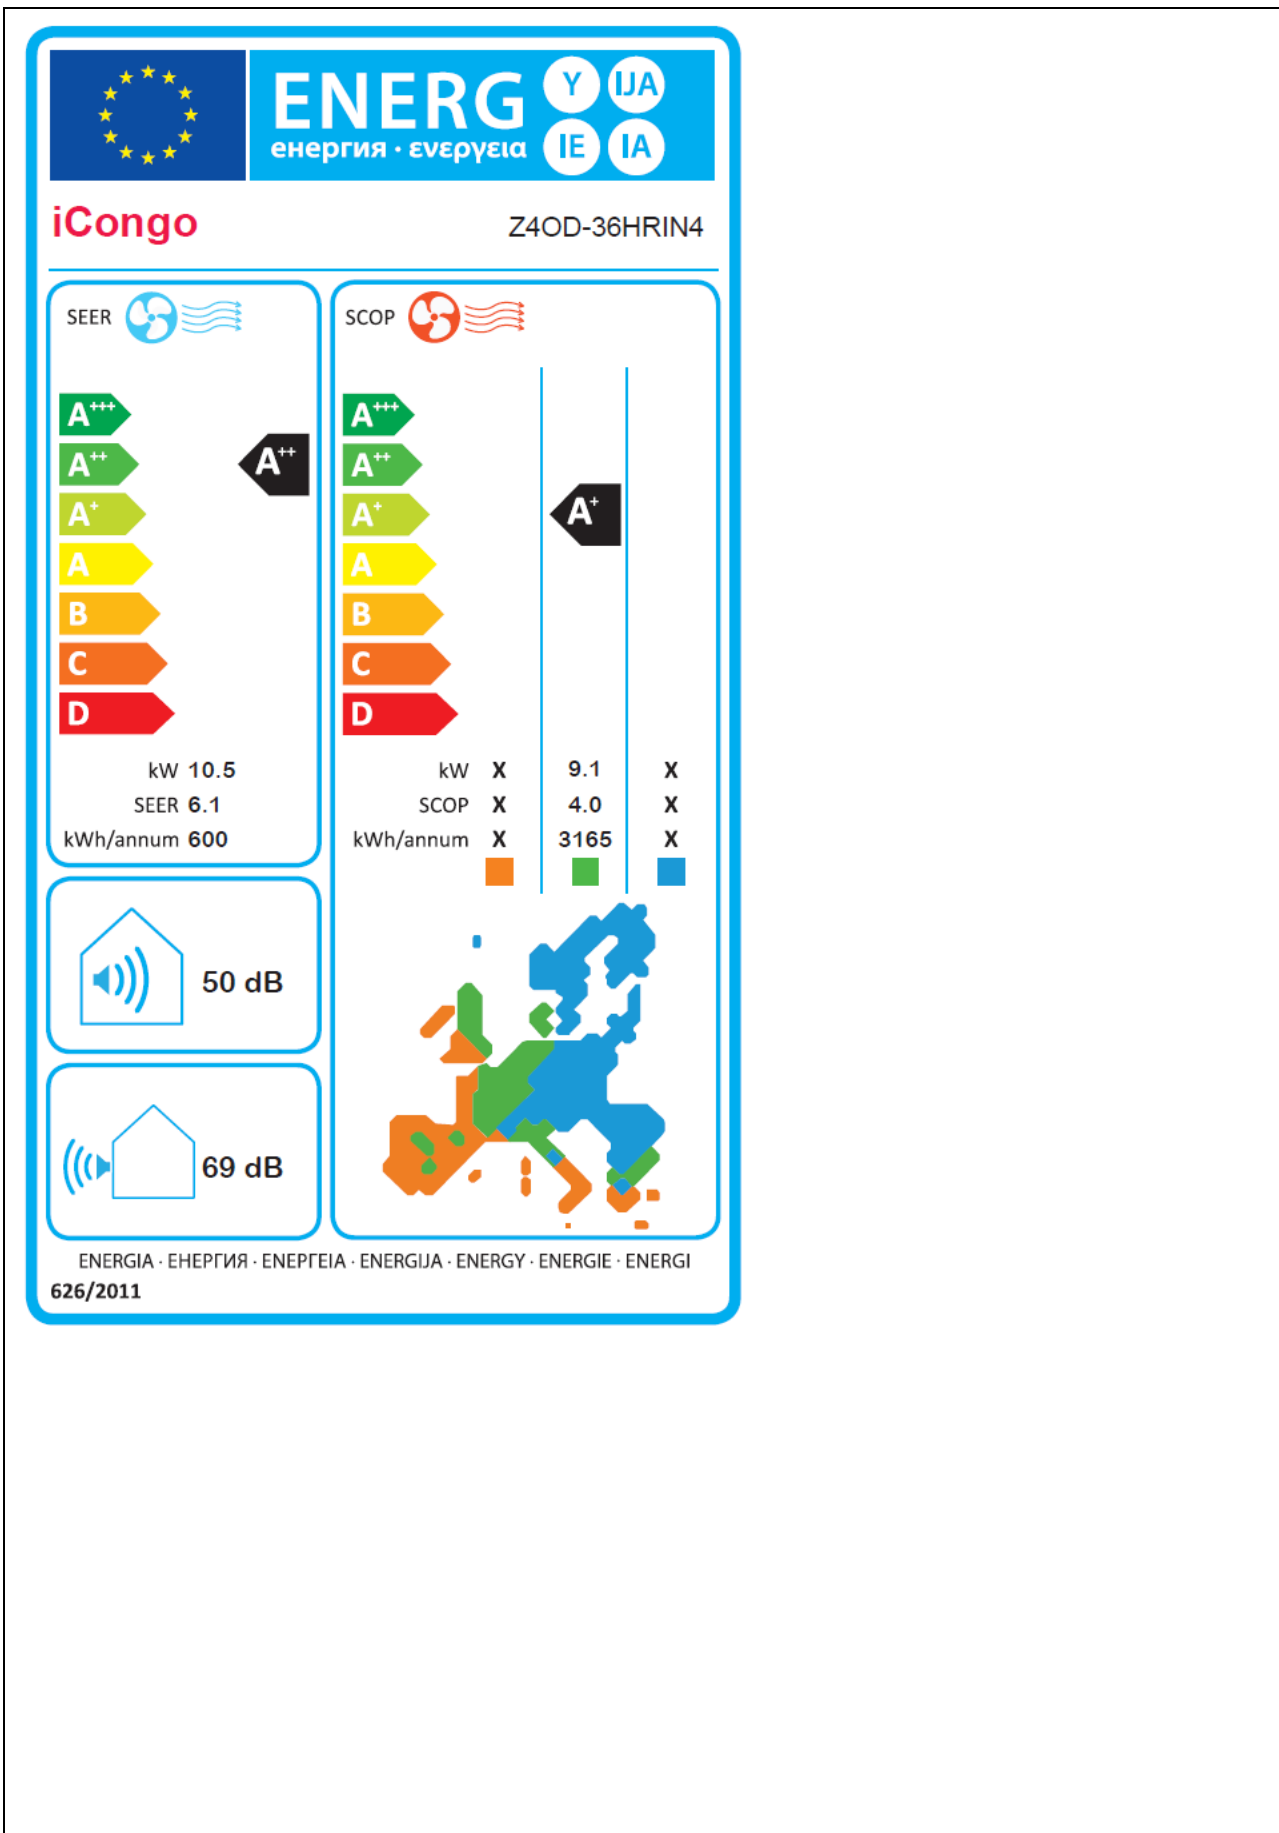 ENERG
енергия · ενεργεια
Y IJA
IE IA
iCongo
Z4OD-36HRIN4
SEER
A+++
A++
A+
A
B
C
D
A++
kW 10.5
SEER 6.1
kWh/annum 600
SCOP
A+++
A++
A+
A
B
C
D
A+
kW X 9.1 X
SCOP X 4.0 X
kWh/annum X 3165 X
50 dB
69 dB
ENERGIA · ЕНЕРГИЯ · ΕΝΕΡΓΕΙΑ · ENERGIJA · ENERGY · ENERGIE · ENERGI
626/2011